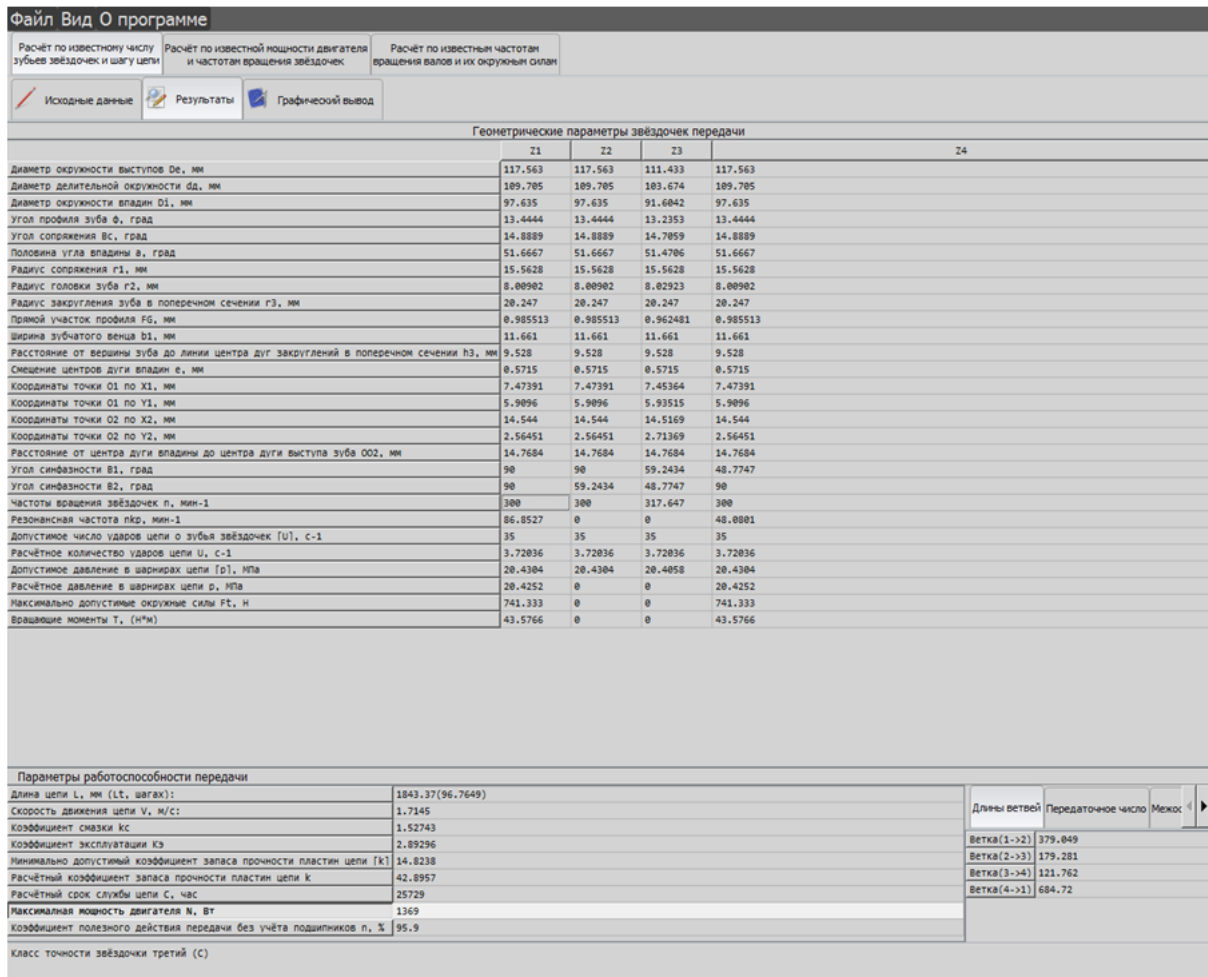 Файл Вид О программе
Расчёт по известному числу зубьев звёздочек и шагу цепи
Расчёт по известной мощности двигателя и частотам вращения звёздочек
Расчёт по известным частотам вращения валов и их окружным силам
Исходные данные Результаты Графический вывод
Геометрические параметры звёздочек передачи
Z1 Z2 Z3 Z4
Диаметр окружности выступов De, мм 117.563 117.563 111.433 117.563
Диаметр делительной окружности dд, мм 109.705 109.705 103.674 109.705
Диаметр окружности впадин Di, мм 97.635 97.635 91.6042 97.635
Угол профиля зуба ф, град 13.4444 13.4444 13.2353 13.4444
Угол сопряжения Bc, град 14.8889 14.8889 14.7059 14.8889
Половина угла впадины a, град 51.6667 51.6667 51.4706 51.6667
Радиус сопряжения r1, мм 15.5628 15.5628 15.5628 15.5628
Радиус головки зуба r2, мм 8.00902 8.00902 8.02923 8.00902
Радиус закругления зуба в поперечном сечении r3, мм 20.247 20.247 20.247 20.247
Прямой участок профиля FG, мм 0.985513 0.985513 0.962481 0.985513
Ширина зубчатого венца b1, мм 11.661 11.661 11.661 11.661
Расстояние от вершины зуба до линии центра дуг закруглений в поперечном сечении h3, мм 9.528 9.528 9.528 9.528
Смещение центров дуги впадин e, мм 0.5715 0.5715 0.5715 0.5715
Координаты точки O1 по X1, мм 7.47391 7.47391 7.45364 7.47391
Координаты точки O1 по Y1, мм 5.9096 5.9096 5.93515 5.9096
Координаты точки O2 по X2, мм 14.544 14.544 14.5169 14.544
Координаты точки O2 по Y2, мм 2.56451 2.56451 2.71369 2.56451
Расстояние от центра дуги впадины до центра дуги выступа зуба OO2, мм 14.7684 14.7684 14.7684 14.7684
Угол синфазности B1, град 90 90 59.2434 48.7747
Угол синфазности B2, град 90 59.2434 48.7747 90
Частоты вращения звёздочек n, мин-1 300 300 317.647 300
Резонансная частота nkp, мин-1 86.8527 0 0 48.0801
Допустимое число ударов цепи о зубья звёздочек [U], с-1 35 35 35 35
Расчётное количество ударов цепи U, с-1 3.72036 3.72036 3.72036 3.72036
Допустимое давление в шарнирах цепи [p], МПа 20.4304 20.4304 20.4058 20.4304
Расчётное давление в шарнирах цепи p, МПа 20.4252 0 0 20.4252
Максимально допустимые окружные силы Ft, Н 741.333 0 0 741.333
Вращающие моменты T, (Н*м) 43.5766 0 0 43.5766
Параметры работоспособности передачи
Длина цепи L, мм (Lt, шагах): 1843.37(96.7649)
Скорость движения цепи V, м/с: 1.7145
Коэффициент смазки kc 1.52743
Коэффициент эксплуатации Kэ 2.89296
Минимально допустимый коэффициент запаса прочности пластин цепи [k] 14.8238
Расчётный коэффициент запаса прочности пластин цепи k 42.8957
Расчётный срок службы цепи C, час 25729
Максималная мощность двигателя N, Вт 1369
Коэффициент полезного действия передачи без учёта подшипников n, % 95.9
Длины ветвей Передаточное число Межос
Ветка(1->2) 379.049
Ветка(2->3) 179.281
Ветка(3->4) 121.762
Ветка(4->1) 684.72
Класс точности звёздочки третий (C)